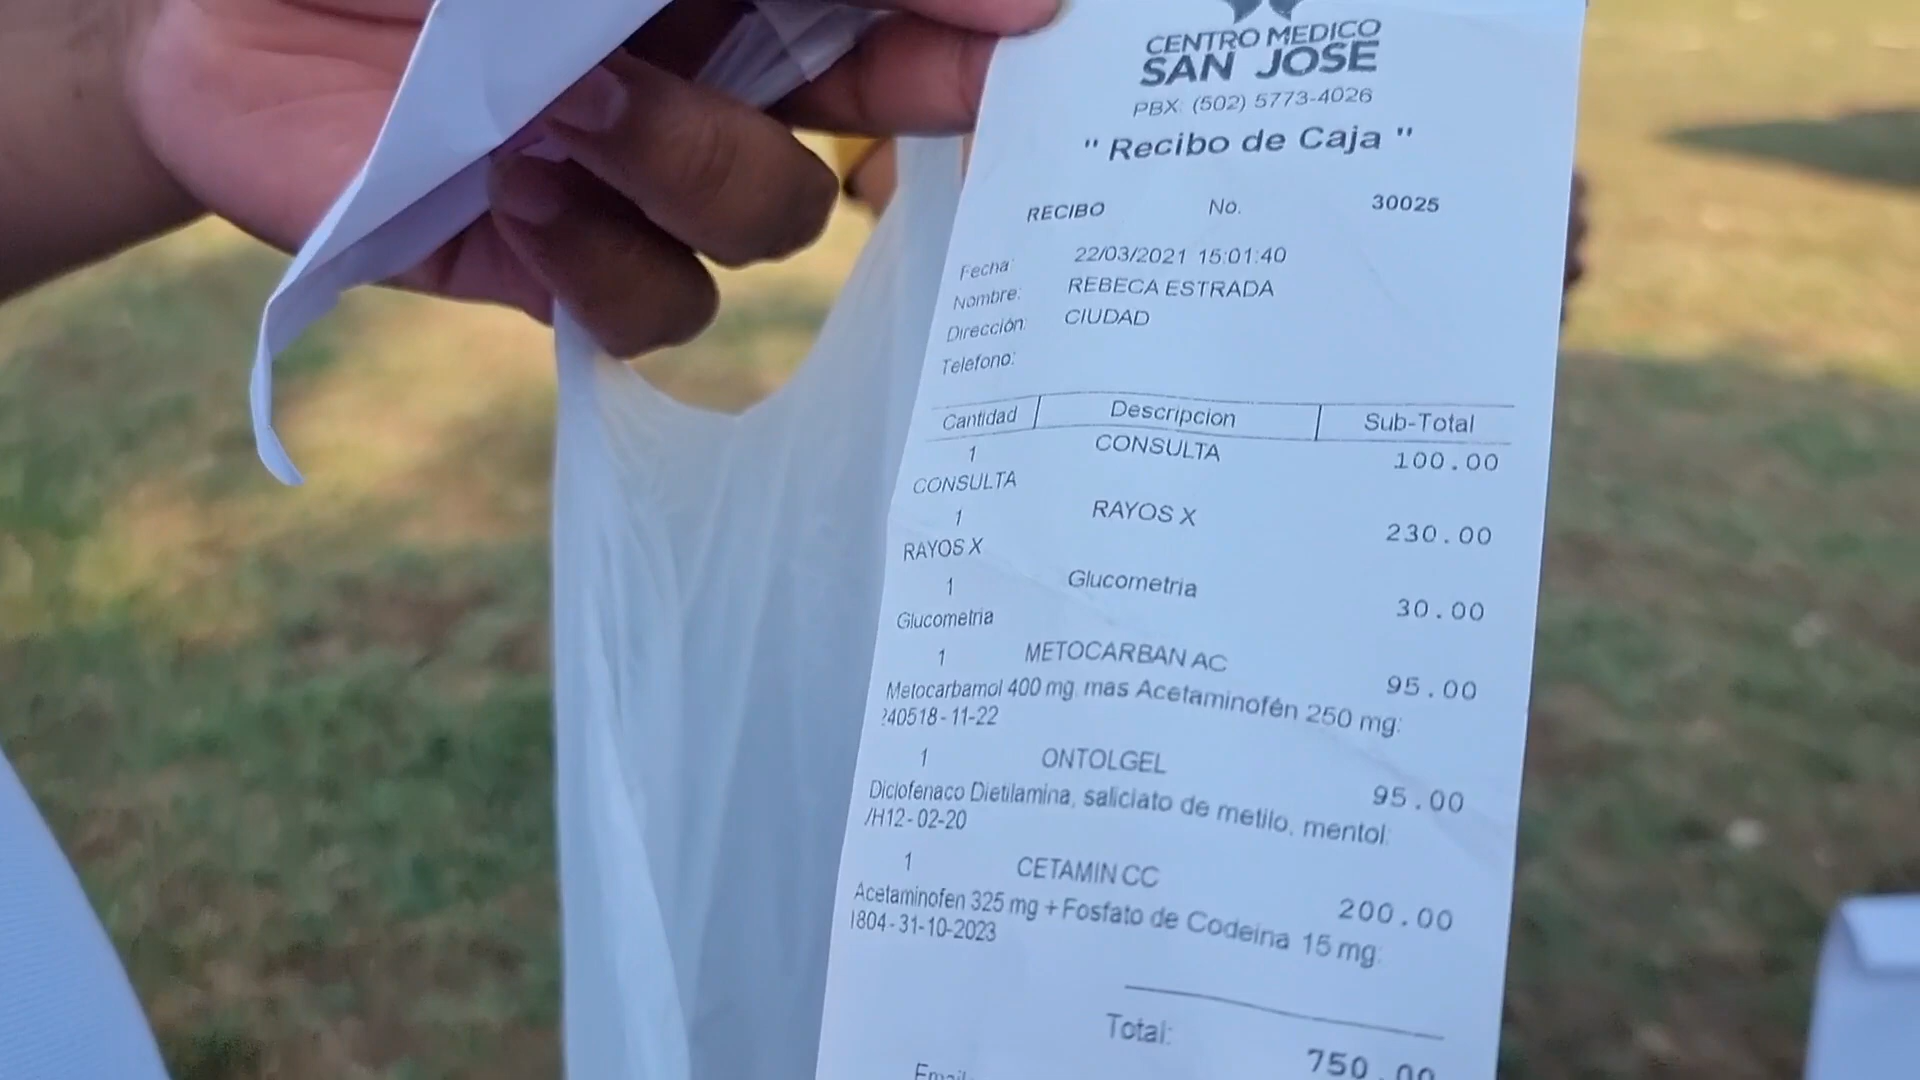 CENTRO MEDICO
SAN JOSE
PBX: (502) 5773-4026
" Recibo de Caja "
RECIBO No. 30025
Fecha: 22/03/2021 15:01:40
Nombre: REBECA ESTRADA
Dirección: CIUDAD
Telefono:
Cantidad Descripcion Sub-Total
1 CONSULTA 100.00
CONSULTA
1 RAYOS X 230.00
RAYOS X
1 Glucometria 30.00
Glucometria
1 METOCARBAN AC 95.00
Metocarbamol 400 mg. mas Acetaminofén 250 mg:
240518-11-22
1 ONTOLGEL 95.00
Diclofenaco Dietilamina, saliciato de metilo, mentol:
/H12-02-20
1 CETAMIN CC 200.00
Acetaminofen 325 mg + Fosfato de Codeina 15 mg:
1804-31-10-2023
Total: 750.00